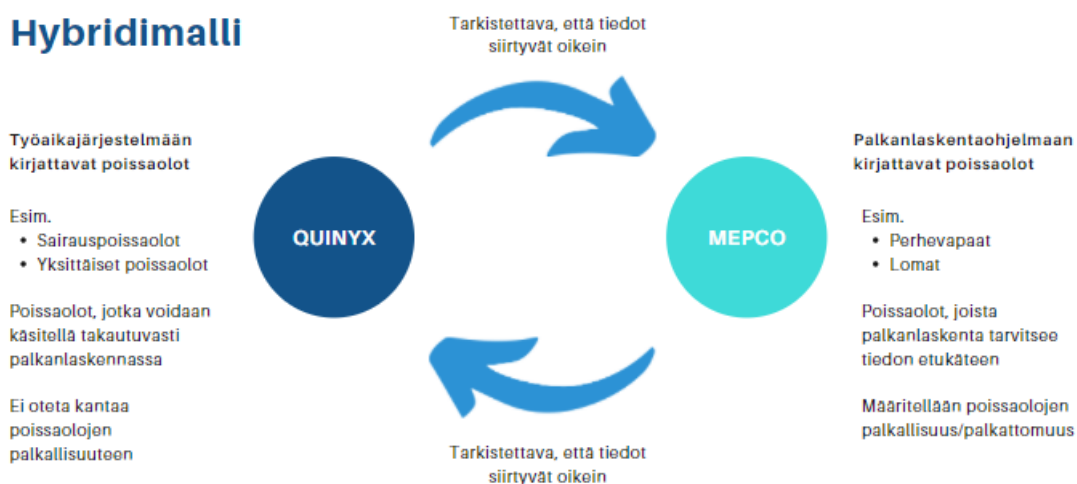 Hybridimalli
Tarkistettava, että tiedot
siirtyvät oikein
Työaikajärjestelmään
kirjattavat poissaolot
Esim.
• Sairauspoissaolot
• Yksittäiset poissaolot
Poissaolot, jotka voidaan
käsitellä takautuvasti
palkanlaskennassa
Ei oteta kantaa
poissaolojen
palkallisuuteen
QUINYX
MEPCO
Palkanlaskentaohjelmaan
kirjattavat poissaolot
Esim.
• Perhevapaat
• Lomat
Poissaolot, joista
palkanlaskenta tarvitsee
tiedon etukäteen
Määritellään poissaolojen
palkallisuus/palkattomuus
Tarkistettava, että tiedot
siirtyvät oikein